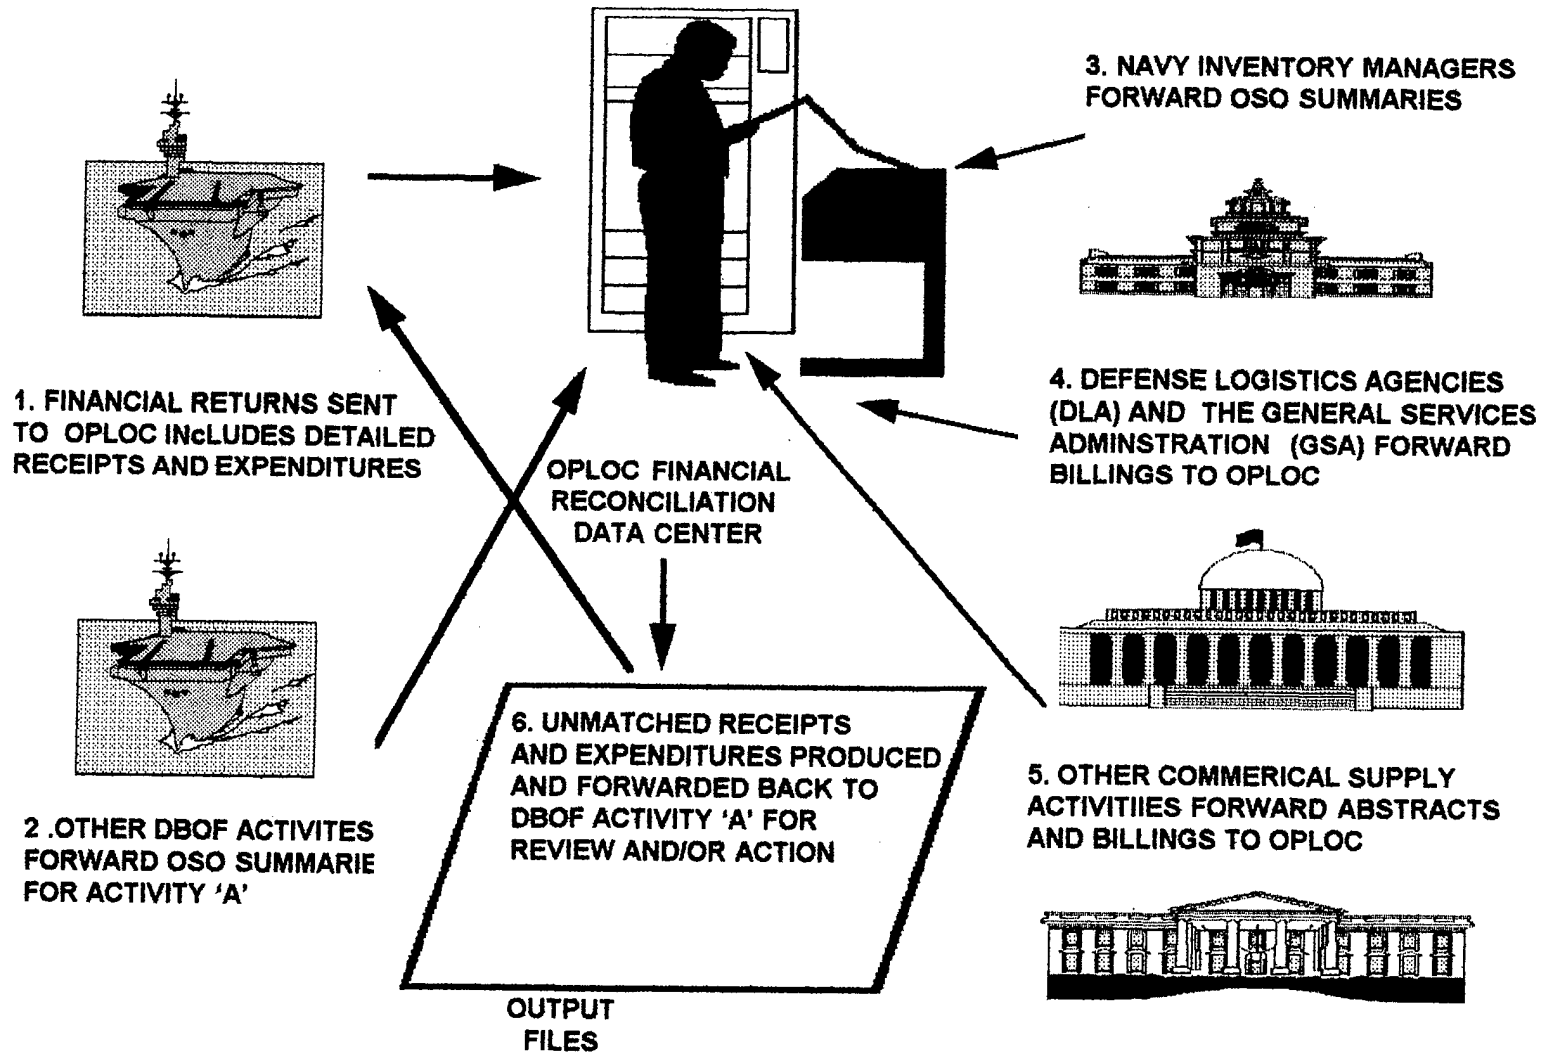 3. NAVY INVENTORY MANAGERS
FORWARD OSO SUMMARIES
1. FINANCIAL RETURNS SENT
TO OPLOC INcLUDES DETAILED
RECEIPTS AND EXPENDITURES
4. DEFENSE LOGISTICS AGENCIES
(DLA) AND THE GENERAL SERVICES
ADMINSTRATION (GSA) FORWARD
BILLINGS TO OPLOC
OPLOC FINANCIAL
RECONCILIATION
DATA CENTER
2 .OTHER DBOF ACTIVITES
FORWARD OSO SUMMARIE
FOR ACTIVITY ‘A’
6. UNMATCHED RECEIPTS
AND EXPENDITURES PRODUCED
AND FORWARDED BACK TO
DBOF ACTIVITY ‘A’ FOR
REVIEW AND/OR ACTION
5. OTHER COMMERICAL SUPPLY
ACTIVITIIES FORWARD ABSTRACTS
AND BILLINGS TO OPLOC
OUTPUT
FILES